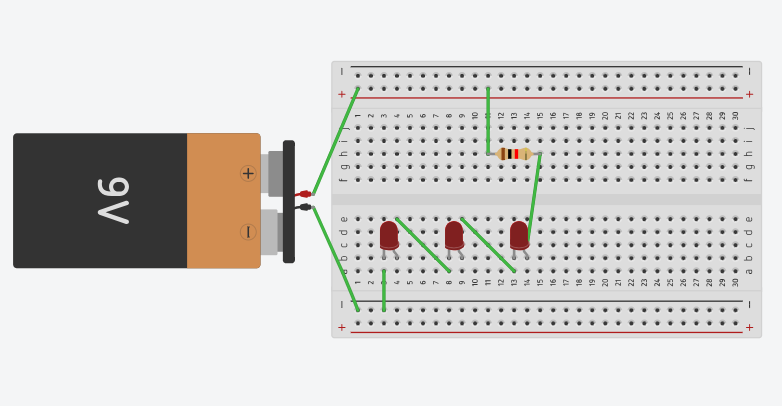 9V
+
−
−
+
1 2 3 4 5 6 7 8 9 10 11 12 13 14 15 16 17 18 19 20 21 22 23 24 25 26 27 28 29 30
j j
i i
h h
g g
f f
e e
d d
c c
b b
a a
1 2 3 4 5 6 7 8 9 10 11 12 13 14 15 16 17 18 19 20 21 22 23 24 25 26 27 28 29 30
− −
+ +